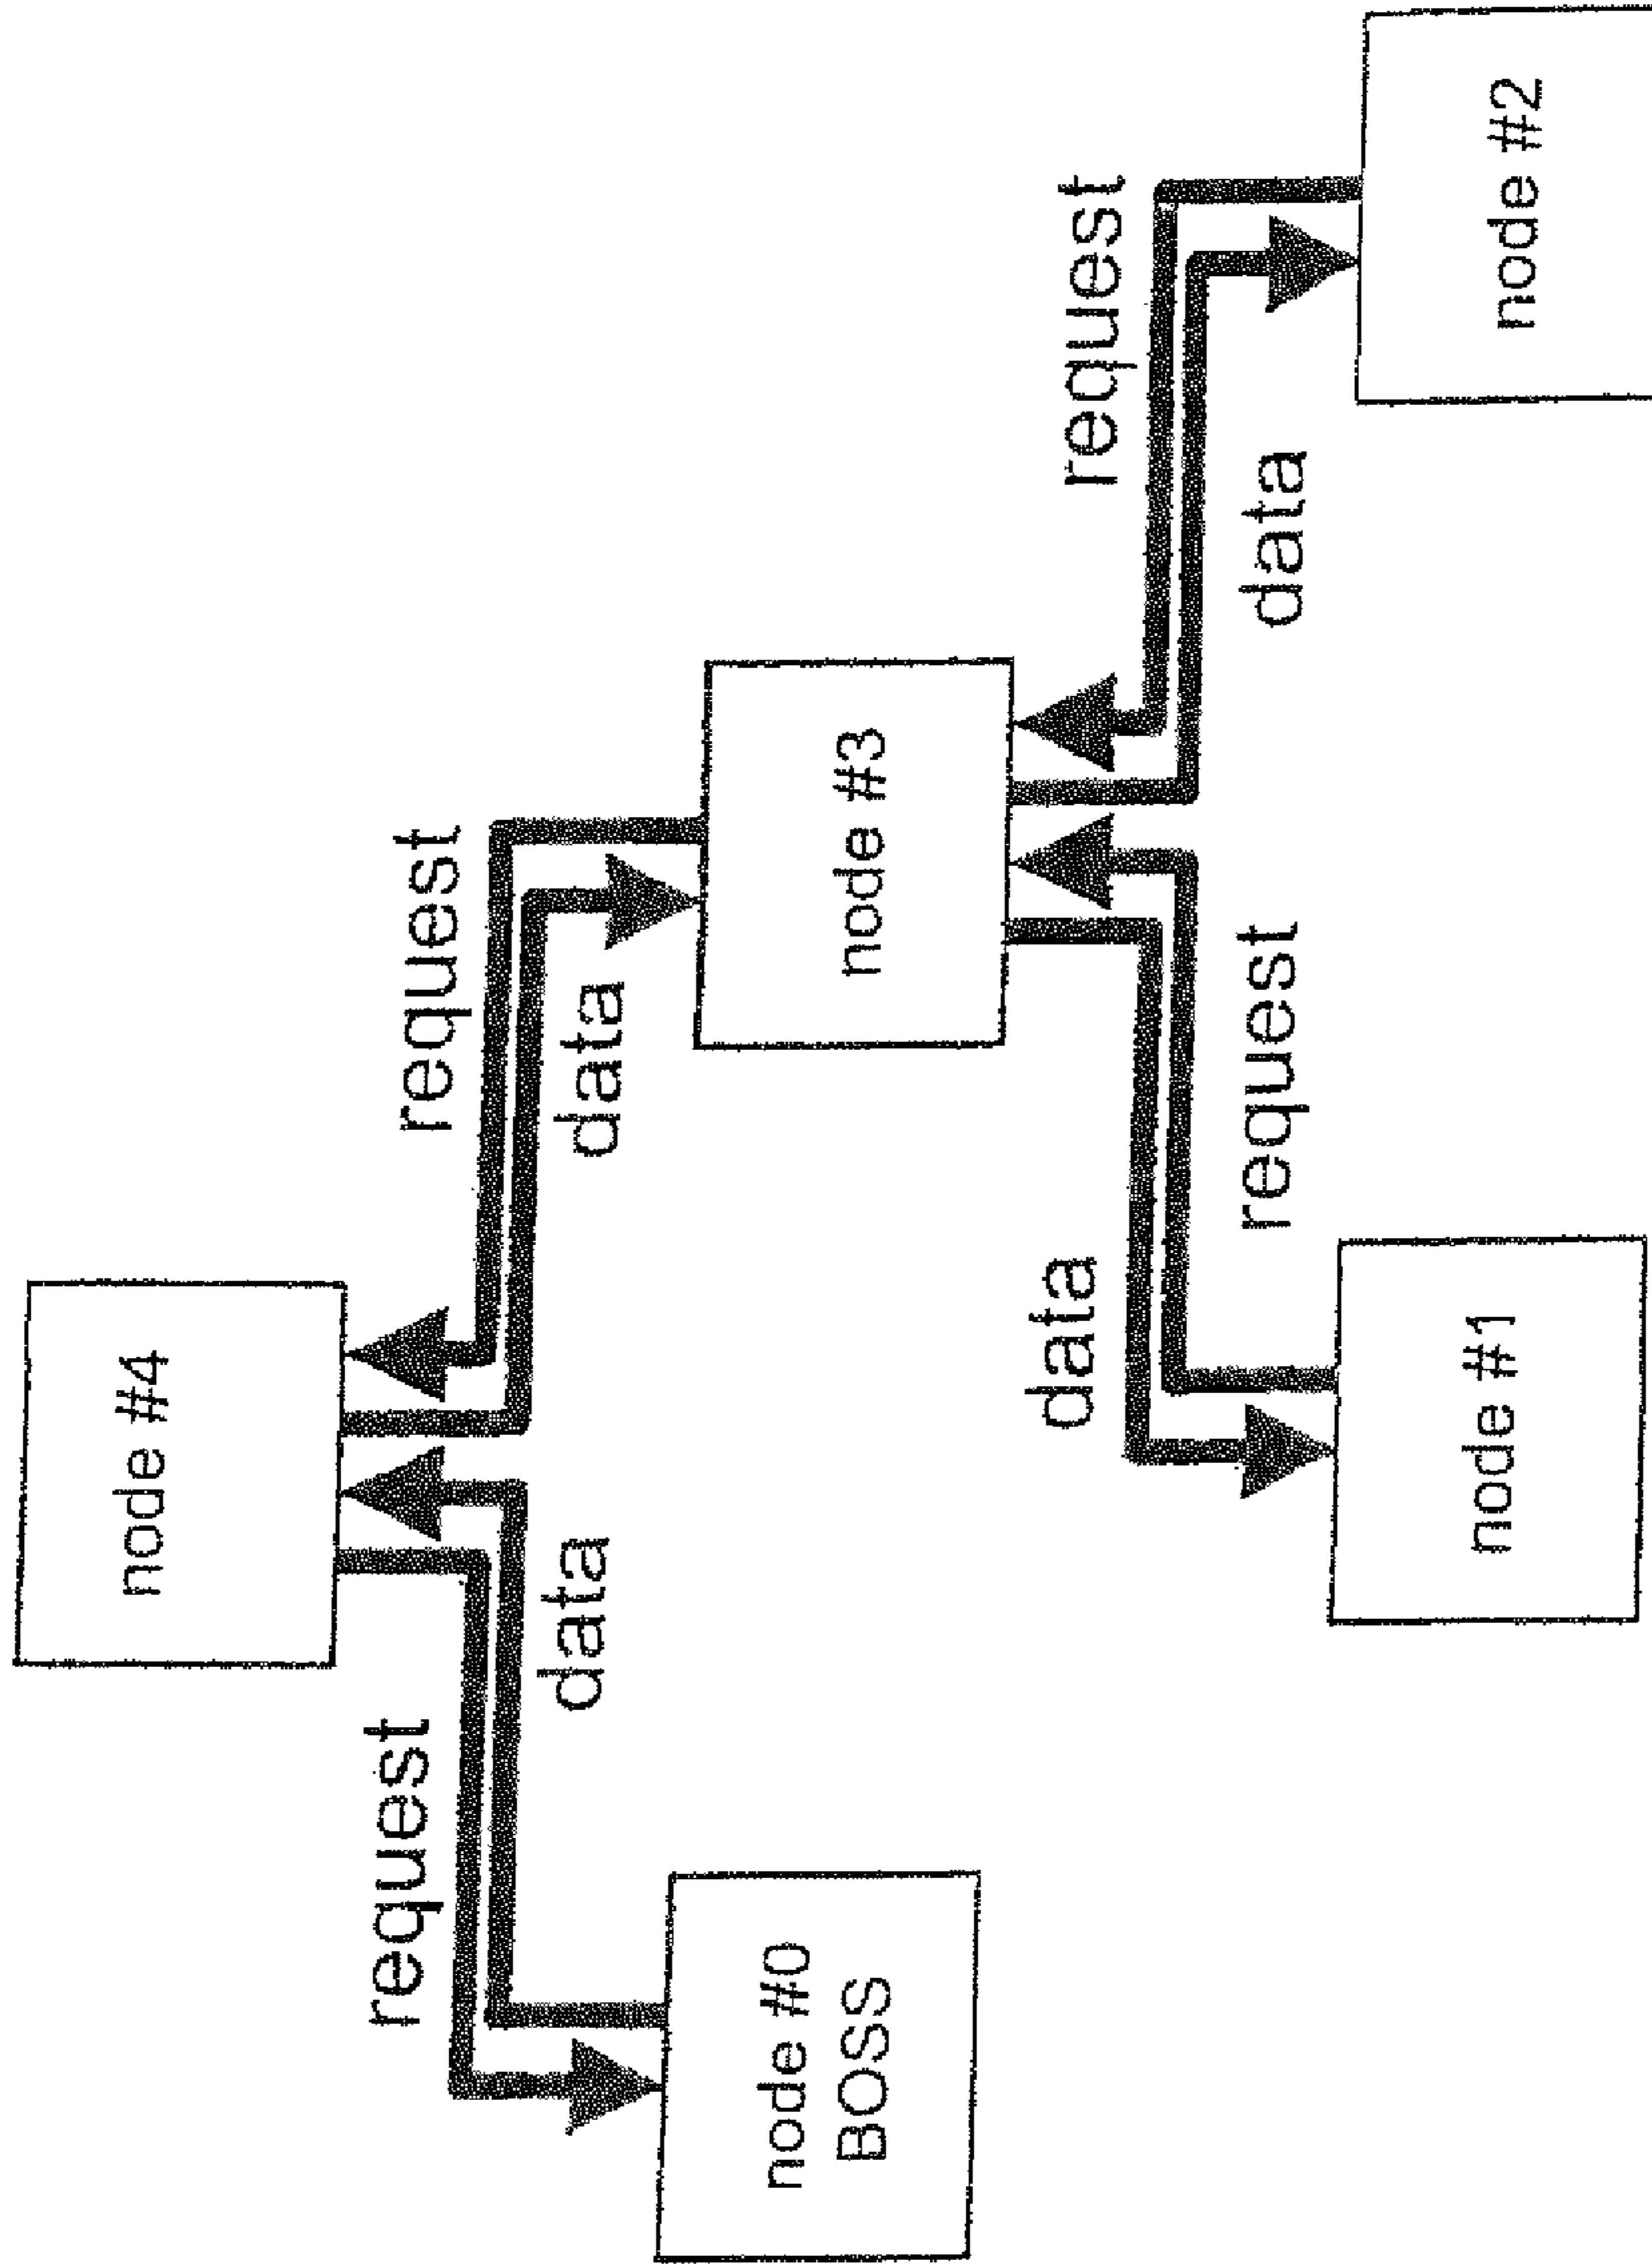 node #4
request
request
data
data
node #0
BOSS
node #3
data
request
request
data
node #1
node #2